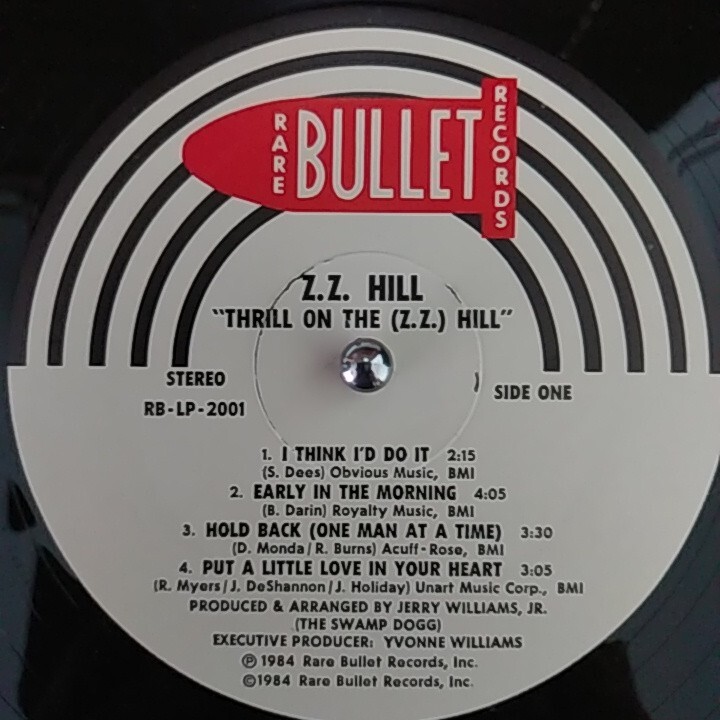 RARE BULLET RECORDS
Z.Z. HILL
"THRILL ON THE (Z.Z.) HILL"
STEREO
RB-LP-2001
SIDE ONE
1. I THINK I'D DO IT 2:15
(S. Dees) Obvious Music, BMI
2. EARLY IN THE MORNING 4:05
(B. Darin) Royalty Music, BMI
3. HOLD BACK (ONE MAN AT A TIME) 3:30
(D. Monda/R. Burns) Acuff-Rose, BMI
4. PUT A LITTLE LOVE IN YOUR HEART 3:05
(R. Myers/J. DeShannon/J. Holiday) Unart Music Corp., BMI
PRODUCED & ARRANGED BY JERRY WILLIAMS, JR.
(THE SWAMP DOGG)
EXECUTIVE PRODUCER: YVONNE WILLIAMS
℗ 1984 Rare Bullet Records, Inc.
©1984 Rare Bullet Records, Inc.